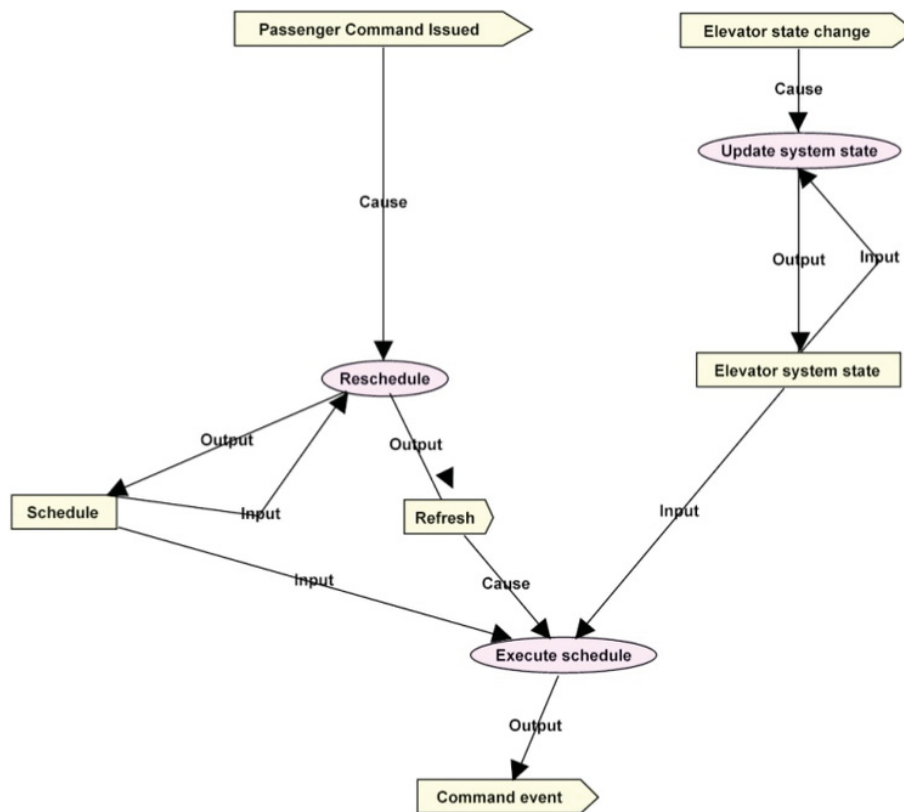 Passenger Command Issued
Elevator state change
Cause
Update system state
Cause
Output
Input
Elevator system state
Reschedule
Output
Output
Schedule
Input
Refresh
Input
Input
Cause
Execute schedule
Output
Command event